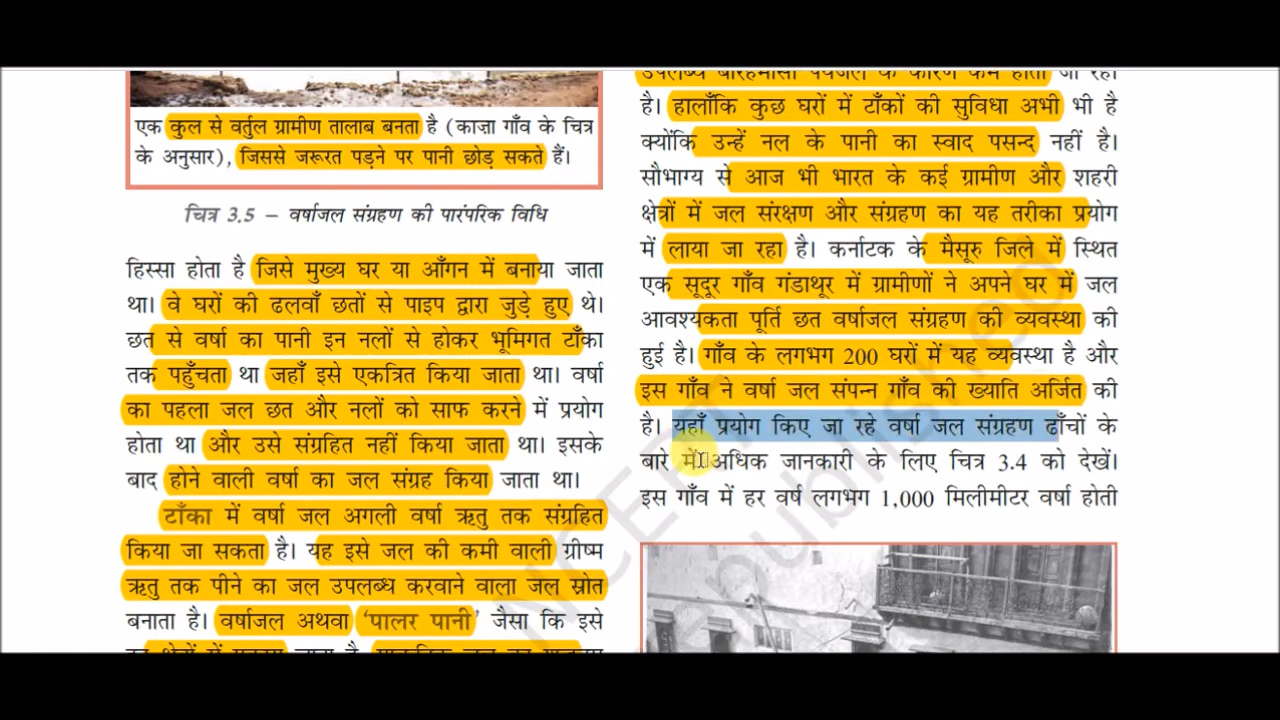 एक कुल से वर्तुल ग्रामीण तालाब बनता है (काज़ा गाँव के चित्र
के अनुसार), जिससे जरूरत पड़ने पर पानी छोड़ सकते हैं।
चित्र 3.5 – वर्षाजल संग्रहण की पारंपरिक विधि
हिस्सा होता है जिसे मुख्य घर या आँगन में बनाया जाता
था। वे घरों की ढलवाँ छतों से पाइप द्वारा जुड़े हुए थे।
छत से वर्षा का पानी इन नलों से होकर भूमिगत टाँका
तक पहुँचता था जहाँ इसे एकत्रित किया जाता था। वर्षा
का पहला जल छत और नलों को साफ करने में प्रयोग
होता था और उसे संग्रहित नहीं किया जाता था। इसके
बाद होने वाली वर्षा का जल संग्रह किया जाता था।
टाँका में वर्षा जल अगली वर्षा ऋतु तक संग्रहित
किया जा सकता है। यह इसे जल की कमी वाली ग्रीष्म
ऋतु तक पीने का जल उपलब्ध करवाने वाला जल स्रोत
बनाता है। वर्षाजल अथवा 'पालर पानी' जैसा कि इसे
उपलब्ध बारहमासी पेयजल के कारण कम होती जा रही
है। हालाँकि कुछ घरों में टाँकों की सुविधा अभी भी है
क्योंकि उन्हें नल के पानी का स्वाद पसन्द नहीं है।
सौभाग्य से आज भी भारत के कई ग्रामीण और शहरी
क्षेत्रों में जल संरक्षण और संग्रहण का यह तरीका प्रयोग
में लाया जा रहा है। कर्नाटक के मैसूरु जिले में स्थित
एक सूदूर गाँव गंडाथूर में ग्रामीणों ने अपने घर में जल
आवश्यकता पूर्ति छत वर्षाजल संग्रहण की व्यवस्था की
हुई है। गाँव के लगभग 200 घरों में यह व्यवस्था है और
इस गाँव ने वर्षा जल संपन्न गाँव की ख्याति अर्जित की
है। यहाँ प्रयोग किए जा रहे वर्षा जल संग्रहण ढाँचों के
बारे में अधिक जानकारी के लिए चित्र 3.4 को देखें।
इस गाँव में हर वर्ष लगभग 1,000 मिलीमीटर वर्षा होती